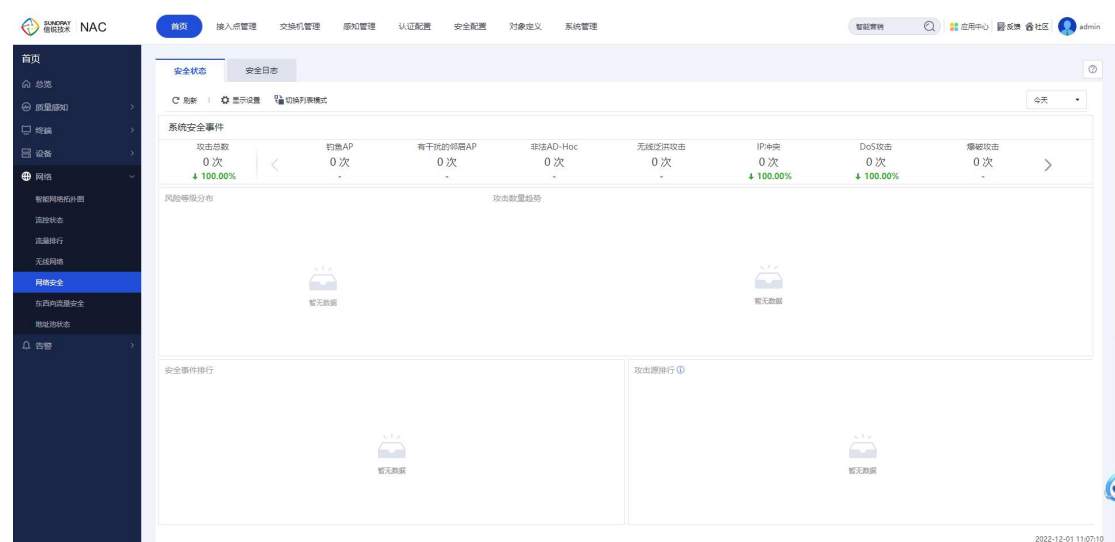 SUNDRAY 信锐技术 NAC 首页 接入点管理 交换机管理 感知管理 认证配置 安全配置 对象定义 系统管理 智能营销 应用中心 反馈 社区 admin
首页
总览
质量感知
终端
设备
网络
智能网络拓扑图
流控状态
流量排行
无线网络
网络安全
东西向流量安全
地址池状态
告警
安全状态 安全日志
刷新 显示设置 切换列表模式 今天
系统安全事件
攻击总数 钓鱼AP 有干扰的邻居AP 非法AD-Hoc 无线泛洪攻击 IP冲突 DoS攻击 爆破攻击
0 次 0 次 0 次 0 次 0 次 0 次 0 次 0 次
↓ 100.00% - - - - ↓ 100.00% ↓ 100.00% -
风险等级分布 攻击数量趋势
暂无数据 暂无数据
安全事件排行 攻击源排行
暂无数据 暂无数据
2022-12-01 11:07:10